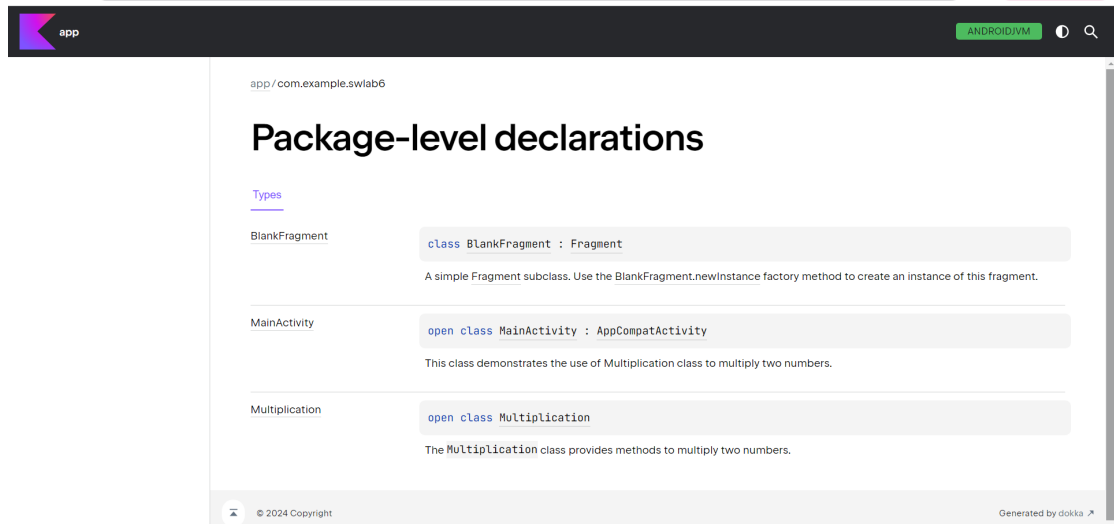 app
ANDROIDJVM
app/com.example.swlab6
Package-level declarations
Types
BlankFragment
class BlankFragment : Fragment
A simple Fragment subclass. Use the BlankFragment.newInstance factory method to create an instance of this fragment.
MainActivity
open class MainActivity : AppCompatActivity
This class demonstrates the use of Multiplication class to multiply two numbers.
Multiplication
open class Multiplication
The Multiplication class provides methods to multiply two numbers.
© 2024 Copyright
Generated by dokka